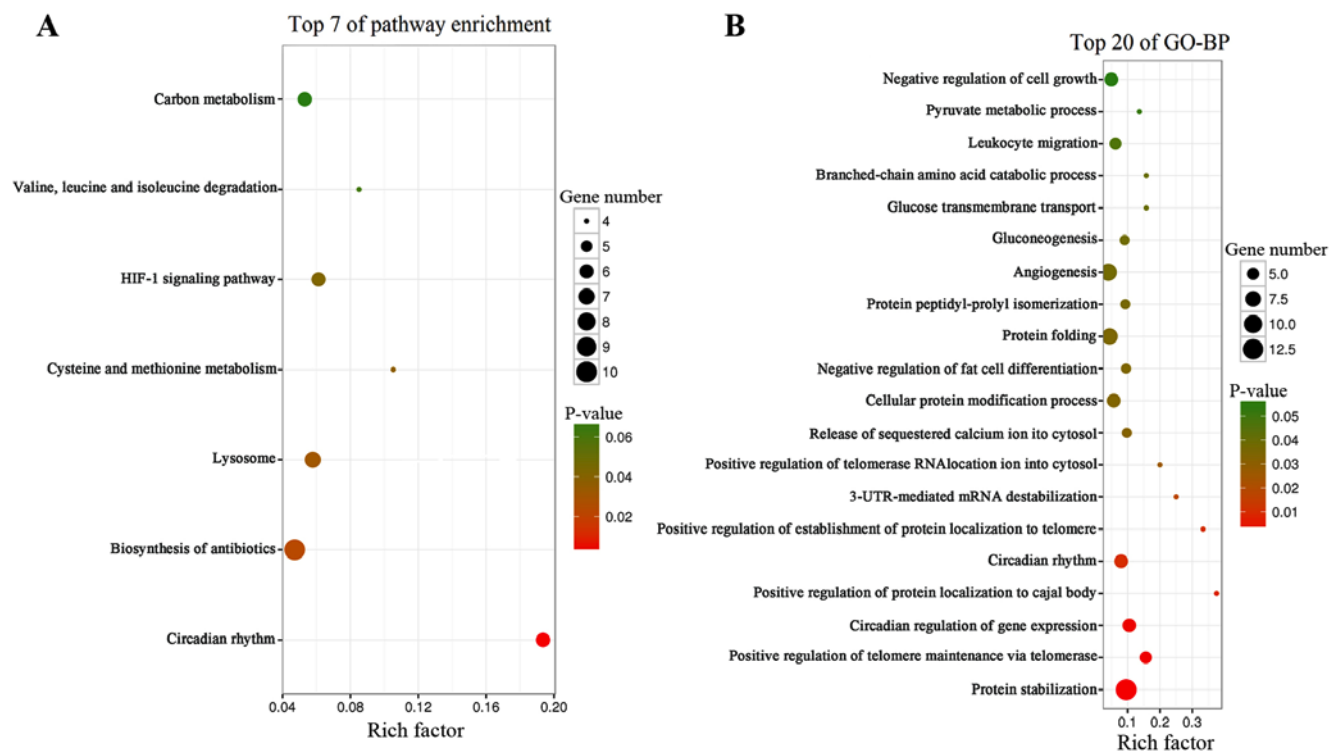 A
Top 7 of pathway enrichment
Carbon metabolism
Valine, leucine and isoleucine degradation
HIF-1 signaling pathway
Cysteine and methionine metabolism
Lysosome
Biosynthesis of antibiotics
Circadian rhythm
0.04 0.08 0.12 0.16 0.20
Rich factor
Gene number
4
5
6
7
8
9
10
P-value
0.06
0.04
0.02
B
Top 20 of GO-BP
Negative regulation of cell growth
Pyruvate metabolic process
Leukocyte migration
Branched-chain amino acid catabolic process
Glucose transmembrane transport
Gluconeogenesis
Angiogenesis
Protein peptidyl-prolyl isomerization
Protein folding
Negative regulation of fat cell differentiation
Cellular protein modification process
Release of sequestered calcium ion ito cytosol
Positive regulation of telomerase RNAlocation ion into cytosol
3-UTR-mediated mRNA destabilization
Positive regulation of establishment of protein localization to telomere
Circadian rhythm
Positive regulation of protein localization to cajal body
Circadian regulation of gene expression
Positive regulation of telomere maintenance via telomerase
Protein stabilization
0.1 0.2 0.3
Rich factor
Gene number
5.0
7.5
10.0
12.5
P-value
0.05
0.04
0.03
0.02
0.01